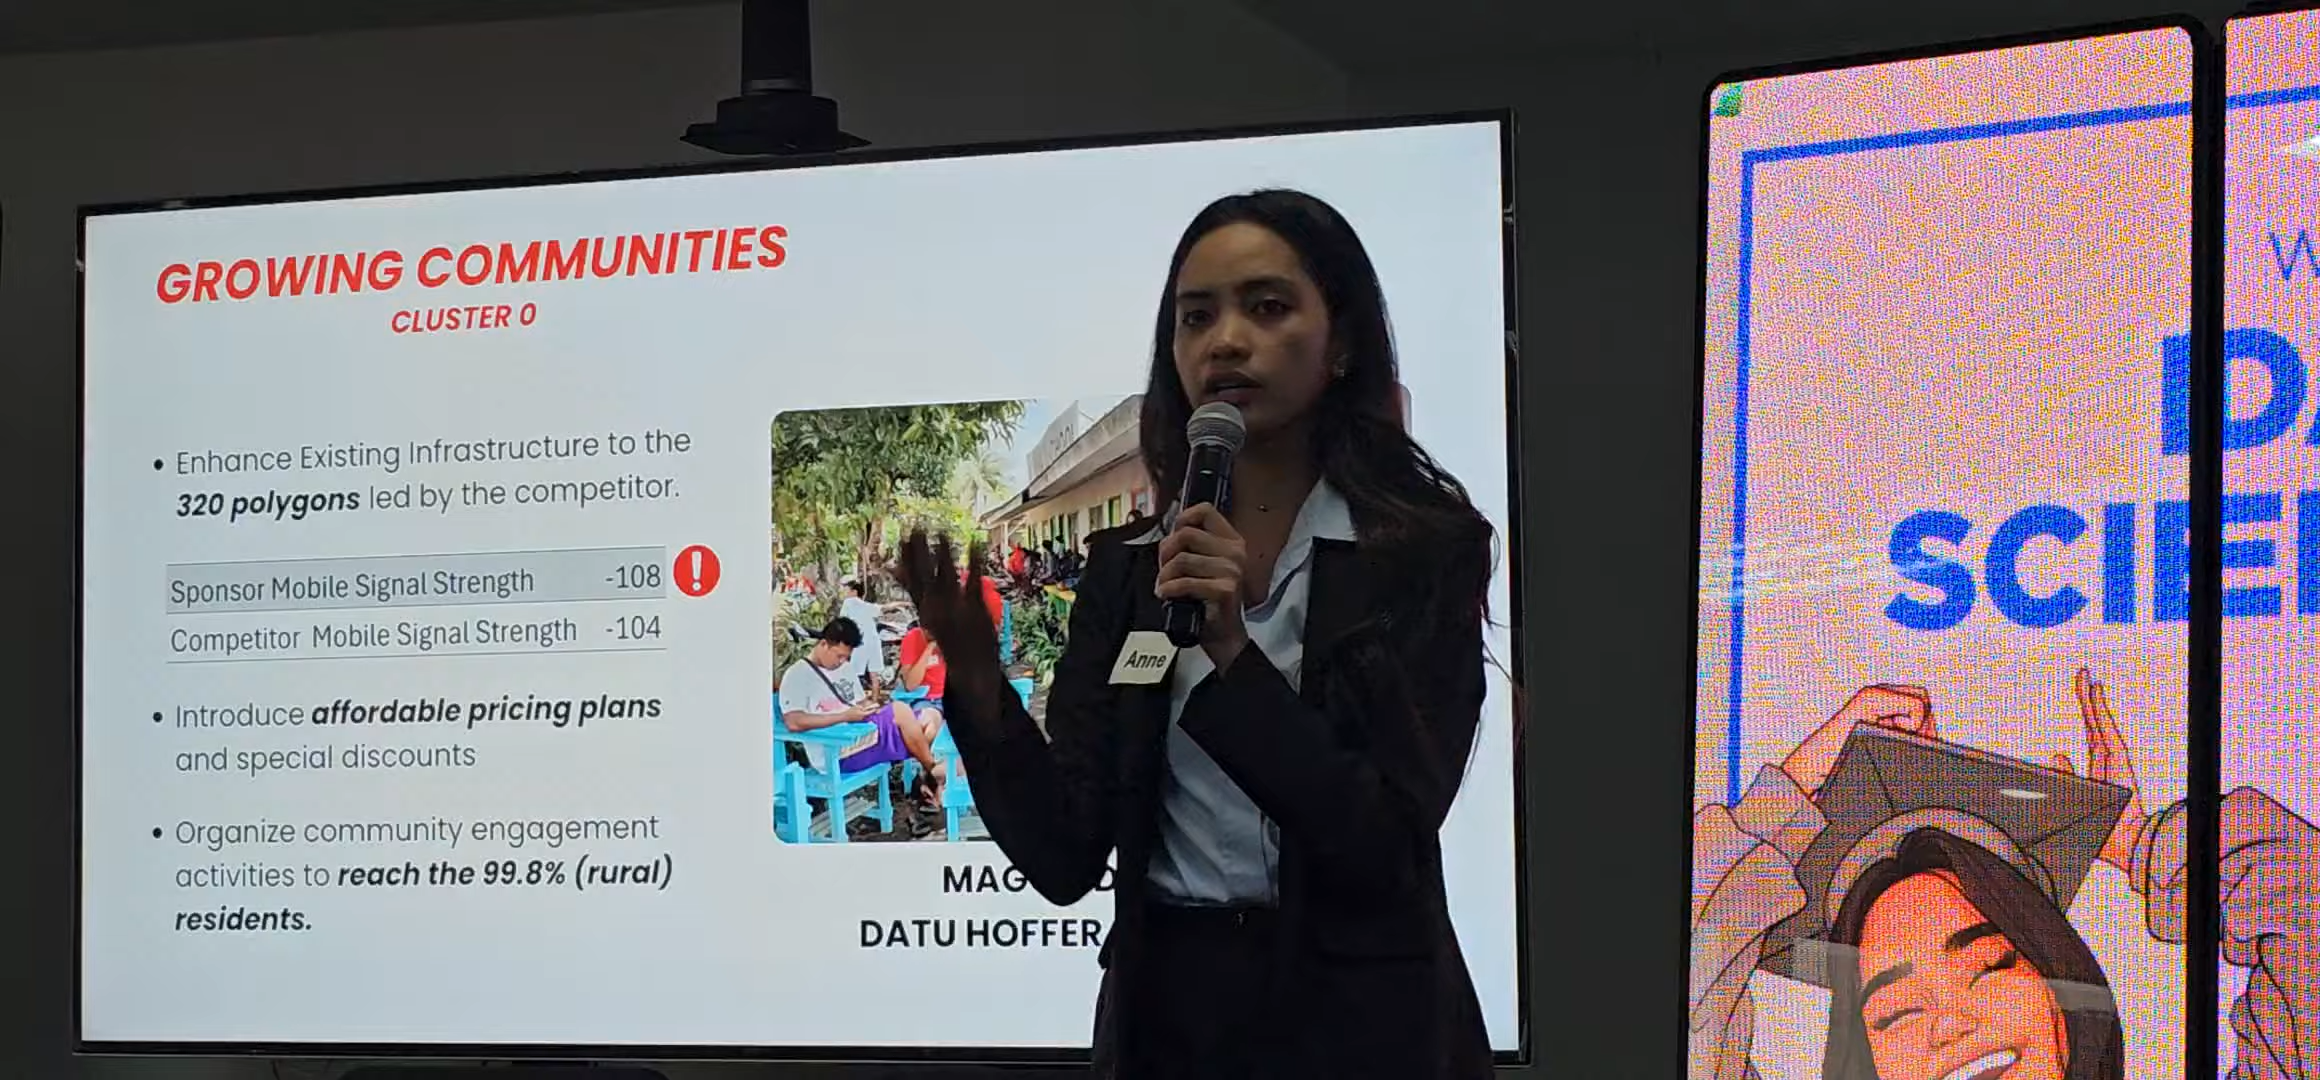 GROWING COMMUNITIES
CLUSTER 0
• Enhance Existing Infrastructure to the
320 polygons led by the competitor.
Sponsor Mobile Signal Strength -108
Competitor Mobile Signal Strength -104
• Introduce affordable pricing plans
and special discounts
• Organize community engagement
activities to reach the 99.8% (rural)
residents.
DATU HOFFER
Anne